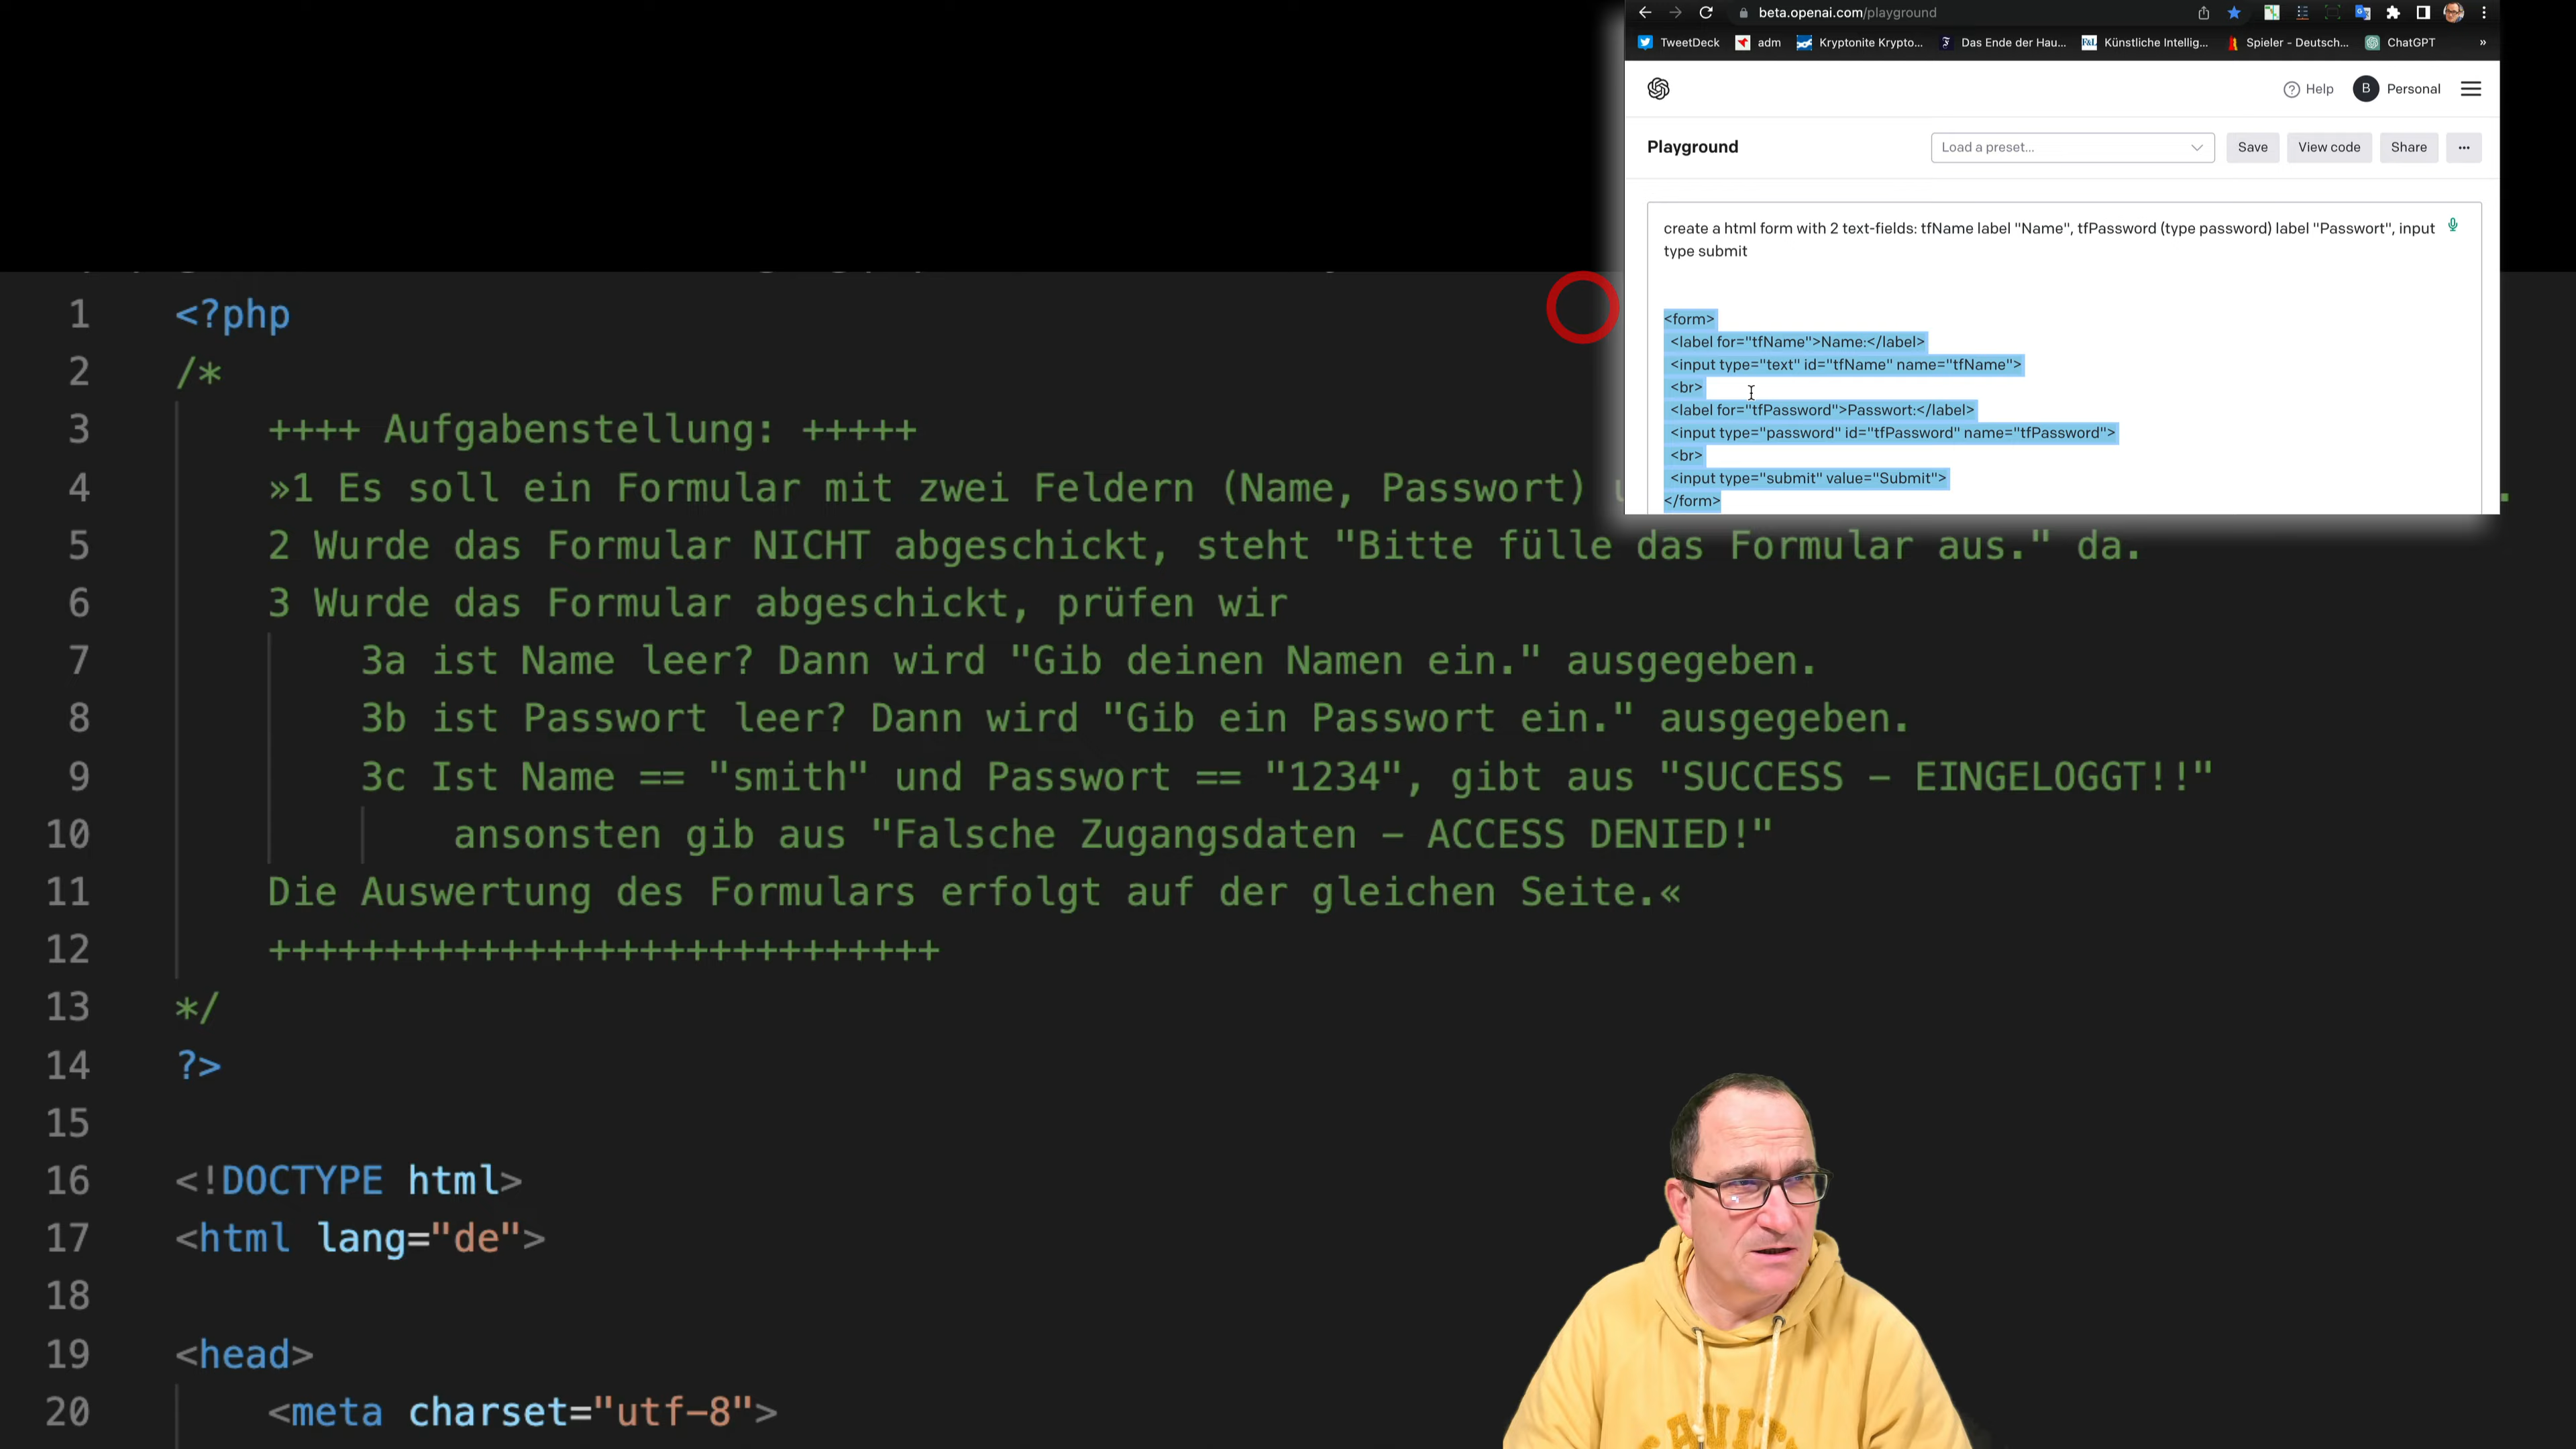 beta.openai.com/playground
TweetDeck adm Kryptonite Krypto... Das Ende der Hau... F&L Künstliche Intellig... Spieler - Deutsch... ChatGPT »
Help B Personal
Playground Load a preset... Save View code Share ...
create a html form with 2 text-fields: tfName label "Name", tfPassword (type password) label "Passwort", input
type submit
<form>
<label for="tfName">Name:</label>
<input type="text" id="tfName" name="tfName">
<br>
<label for="tfPassword">Passwort:</label>
<input type="password" id="tfPassword" name="tfPassword">
<br>
<input type="submit" value="Submit">
</form>
1 <?php
2 /*
3 ++++ Aufgabenstellung: +++++
4 »1 Es soll ein Formular mit zwei Feldern (Name, Passwort) .
5 2 Wurde das Formular NICHT abgeschickt, steht "Bitte fülle das Formular aus." da.
6 3 Wurde das Formular abgeschickt, prüfen wir
7 3a ist Name leer? Dann wird "Gib deinen Namen ein." ausgegeben.
8 3b ist Passwort leer? Dann wird "Gib ein Passwort ein." ausgegeben.
9 3c Ist Name == "smith" und Passwort == "1234", gibt aus "SUCCESS – EINGELOGGT!!"
10 ansonsten gib aus "Falsche Zugangsdaten – ACCESS DENIED!"
11 Die Auswertung des Formulars erfolgt auf der gleichen Seite.«
12 +++++++++++++++++++++++++++++
13 */
14 ?>
15
16 <!DOCTYPE html>
17 <html lang="de">
18
19 <head>
20 <meta charset="utf-8">